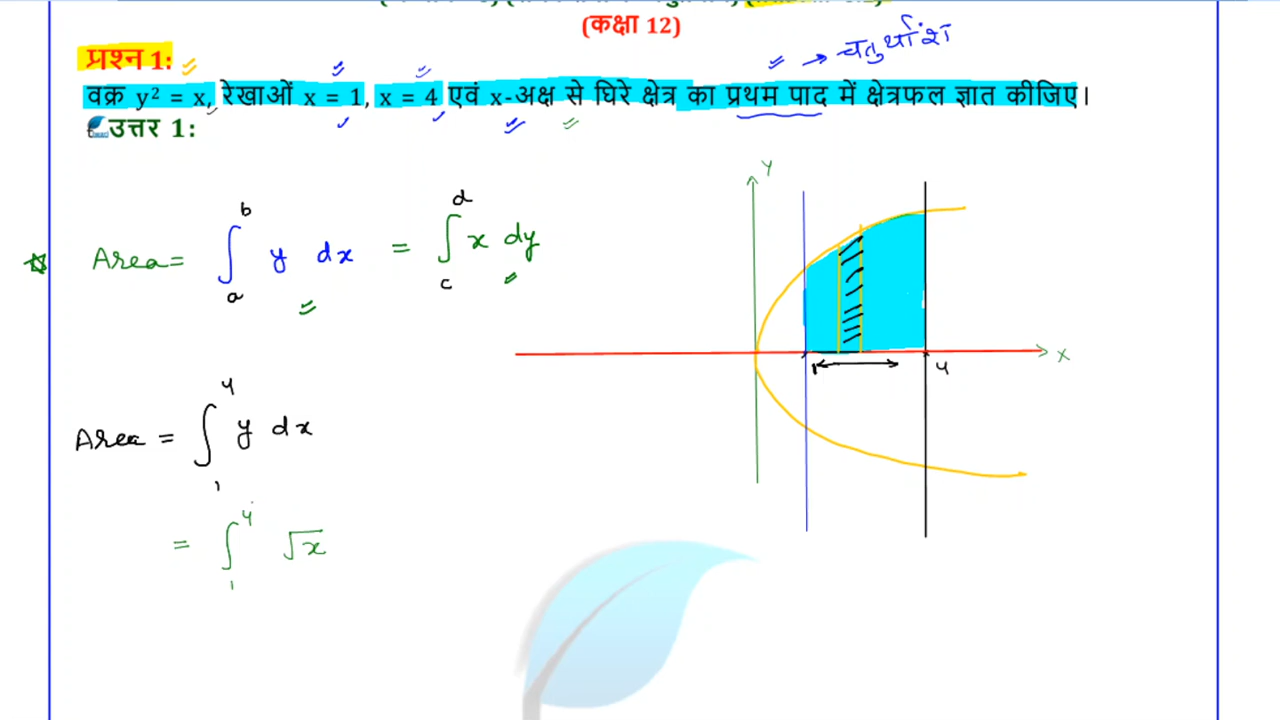 (कक्षा 12)
प्रश्न 1:
→ चतुर्थांश
वक्र y² = x, रेखाओं x = 1, x = 4 एवं x-अक्ष से घिरे क्षेत्र का प्रथम पाद में क्षेत्रफल ज्ञात कीजिए।
उत्तर 1:
Area = ∫ₐᵇ y dx = ∫꜀ᵈ x dy
Y
X
1
4
Area = ∫₁⁴ y dx
= ∫₁⁴ √x